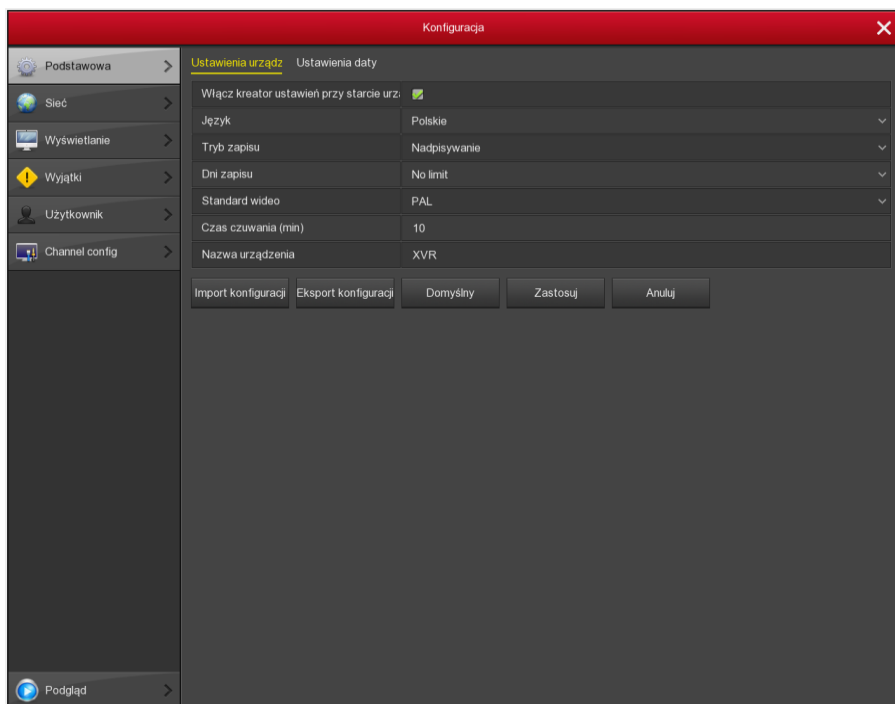 Konfiguracja
Podstawowa
Sieć
Wyświetlanie
Wyjątki
Użytkownik
Channel config
Podgląd
Ustawienia urządz Ustawienia daty
Włącz kreator ustawień przy starcie urz
Język Polskie
Tryb zapisu Nadpisywanie
Dni zapisu No limit
Standard wideo PAL
Czas czuwania (min) 10
Nazwa urządzenia XVR
Import konfiguracji Eksport konfiguracji Domyślny Zastosuj Anuluj